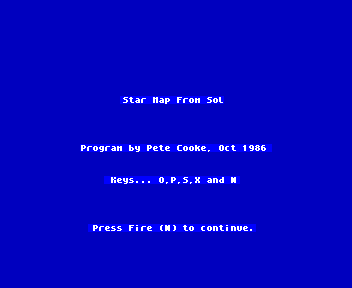 Star Map From Sol
Program by Pete Cooke, Oct 1986
Keys... O,P,S,X and N
Press Fire (N) to continue.